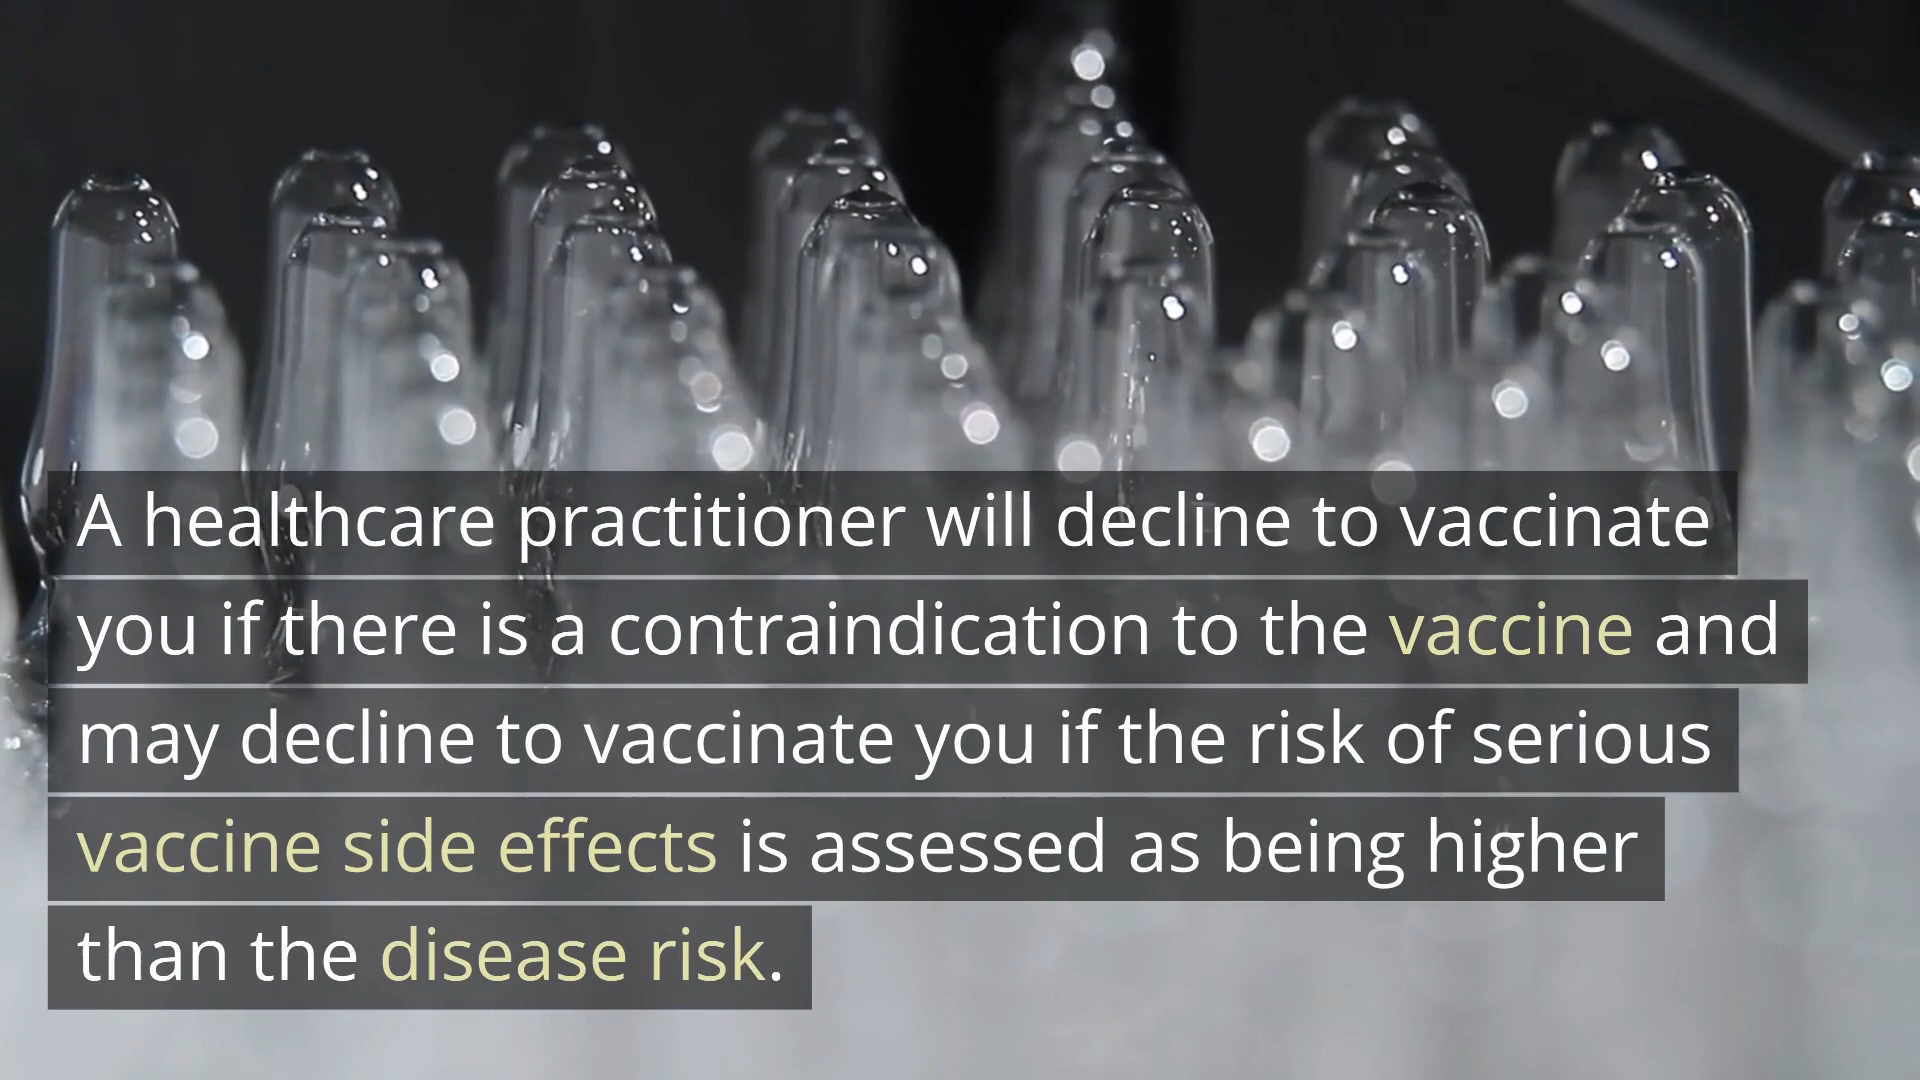 A healthcare practitioner will decline to vaccinate
you if there is a contraindication to the vaccine and
may decline to vaccinate you if the risk of serious
vaccine side effects is assessed as being higher
than the disease risk.